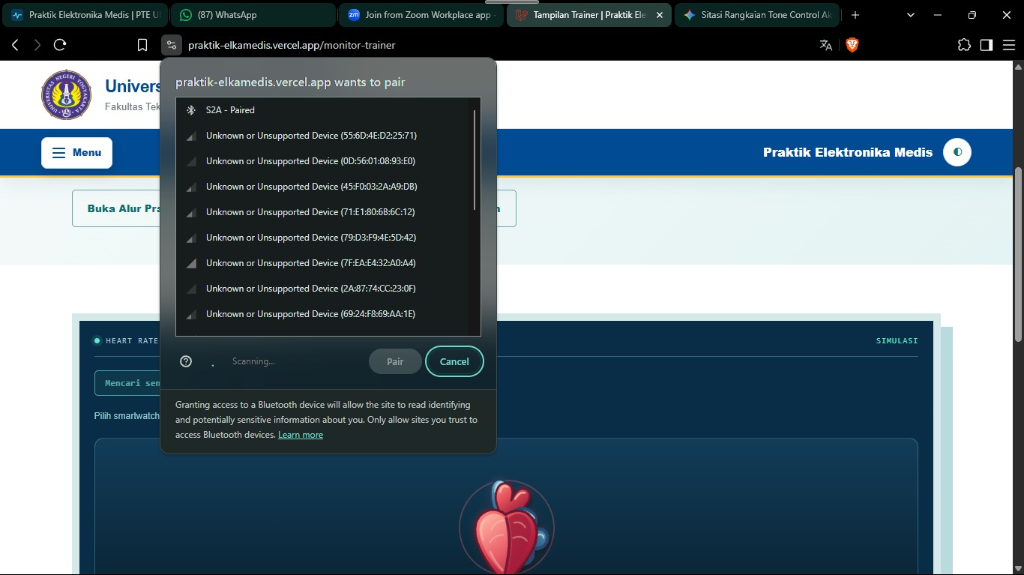 Praktik Elektronika Medis | PTE U
(87) WhatsApp
Join from Zoom Workplace app -
Tampilan Trainer | Praktik Ele
Sitasi Rangkaian Tone Control Ak
praktik-elkamedis.vercel.app/monitor-trainer
praktik-elkamedis.vercel.app wants to pair
S2A - Paired
Unknown or Unsupported Device (55:6D:4E:D2:25:71)
Unknown or Unsupported Device (0D:56:01:08:93:E0)
Unknown or Unsupported Device (45:F0:03:2A:A9:DB)
Unknown or Unsupported Device (71:E1:80:6B:6C:12)
Unknown or Unsupported Device (79:D3:F9:4E:5D:42)
Unknown or Unsupported Device (7F:EA:E4:32:A0:A4)
Unknown or Unsupported Device (2A:87:74:CC:23:0F)
Unknown or Unsupported Device (69:24:F8:69:AA:1E)
Scanning...
Pair
Cancel
Granting access to a Bluetooth device will allow the site to read identifying
and potentially sensitive information about you. Only allow sites you trust to
access Bluetooth devices. Learn more
Univers
Fakultas Tek
Menu
Praktik Elektronika Medis
Buka Alur Pra
HEART RATE
SIMULASI
Mencari sen
Pilih smartwatch